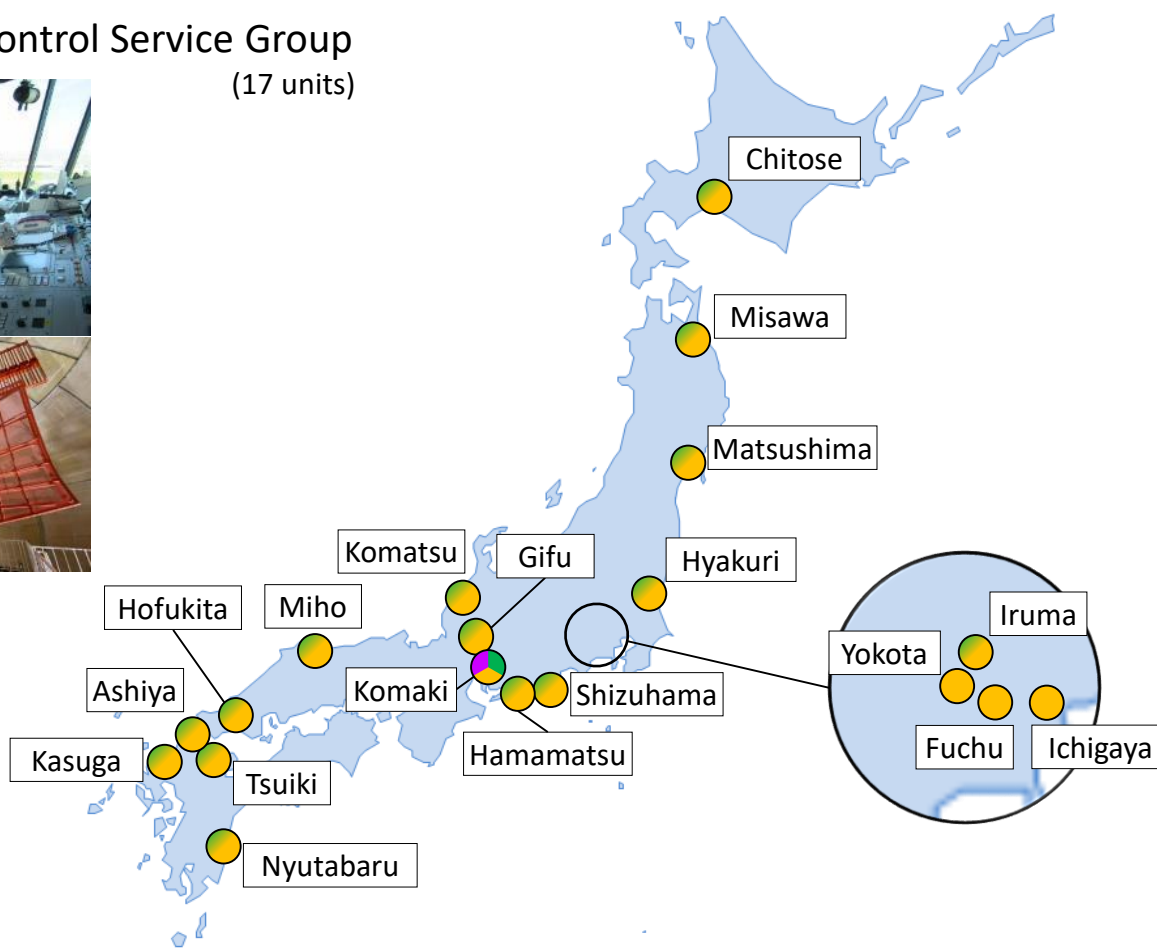 ontrol Service Group
(17 units)
Chitose
Misawa
Matsushima
Komatsu
Gifu
Hyakuri
Hofukita
Miho
Iruma
Yokota
Ashiya
Komaki
Shizuhama
Kasuga
Hamamatsu
Fuchu
Ichigaya
Tsuiki
Nyutabaru